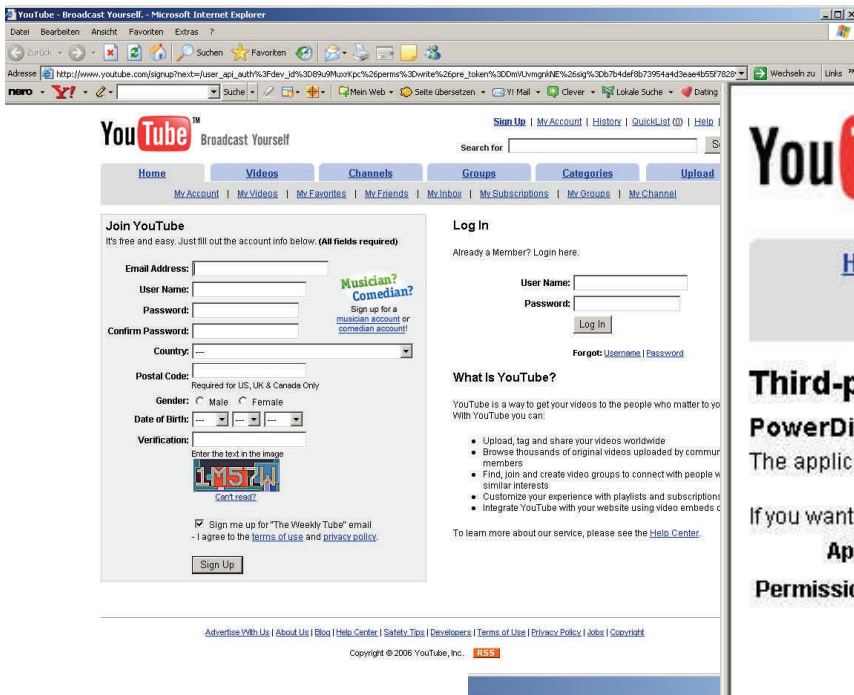 YouTube - Broadcast Yourself. - Microsoft Internet Explorer
Datei Bearbeiten Ansicht Favoriten Extras ?
Zurück Suchen Favoriten
Adresse http://www.youtube.com/signup?next=/user_api_auth%3Fdev_id%3D89u9MuxrKpc%26perms%3Dwrite%26pre_token%3DDmVUvmgnkNE%26sig%3Db7b4def8b73954a4d3eae4b55f7828 Wechseln zu Links »
nero Y! Suche Mein Web Seite übersetzen Y! Mail Clever Lokale Suche Dating
YouTube™ Broadcast Yourself
Sign Up | My Account | History | QuickList (0) | Help |
Search for
Home Videos Channels Groups Categories Upload
My Account | My Videos | My Favorites | My Friends | My Inbox | My Subscriptions | My Groups | My Channel
Join YouTube
It's free and easy. Just fill out the account info below. (All fields required)
Email Address:
User Name:
Password:
Confirm Password:
Country: ---
Postal Code:
Required for US, UK & Canada Only
Gender: Male Female
Date of Birth: --- --- ---
Verification:
Enter the text in the image
1M57W
Can't read?
Musician?
Comedian?
Sign up for a
musician account or
comedian account!
Sign me up for "The Weekly Tube" email
- I agree to the terms of use and privacy policy.
Sign Up
Log In
Already a Member? Login here.
User Name:
Password:
Log In
Forgot: Username | Password
What Is YouTube?
YouTube is a way to get your videos to the people who matter to yo
With YouTube you can:
Upload, tag and share your videos worldwide
Browse thousands of original videos uploaded by commun
members
Find, join and create video groups to connect with people w
similar interests
Customize your experience with playlists and subscriptions
Integrate YouTube with your website using video embeds o
To learn more about our service, please see the Help Center.
Advertise With Us | About Us | Blog | Help Center | Safety Tips | Developers | Terms of Use | Privacy Policy | Jobs | Copyright
Copyright © 2006 YouTube, Inc. RSS
You
H
Third-p
PowerDi
The applic
If you want
Ap
Permissio